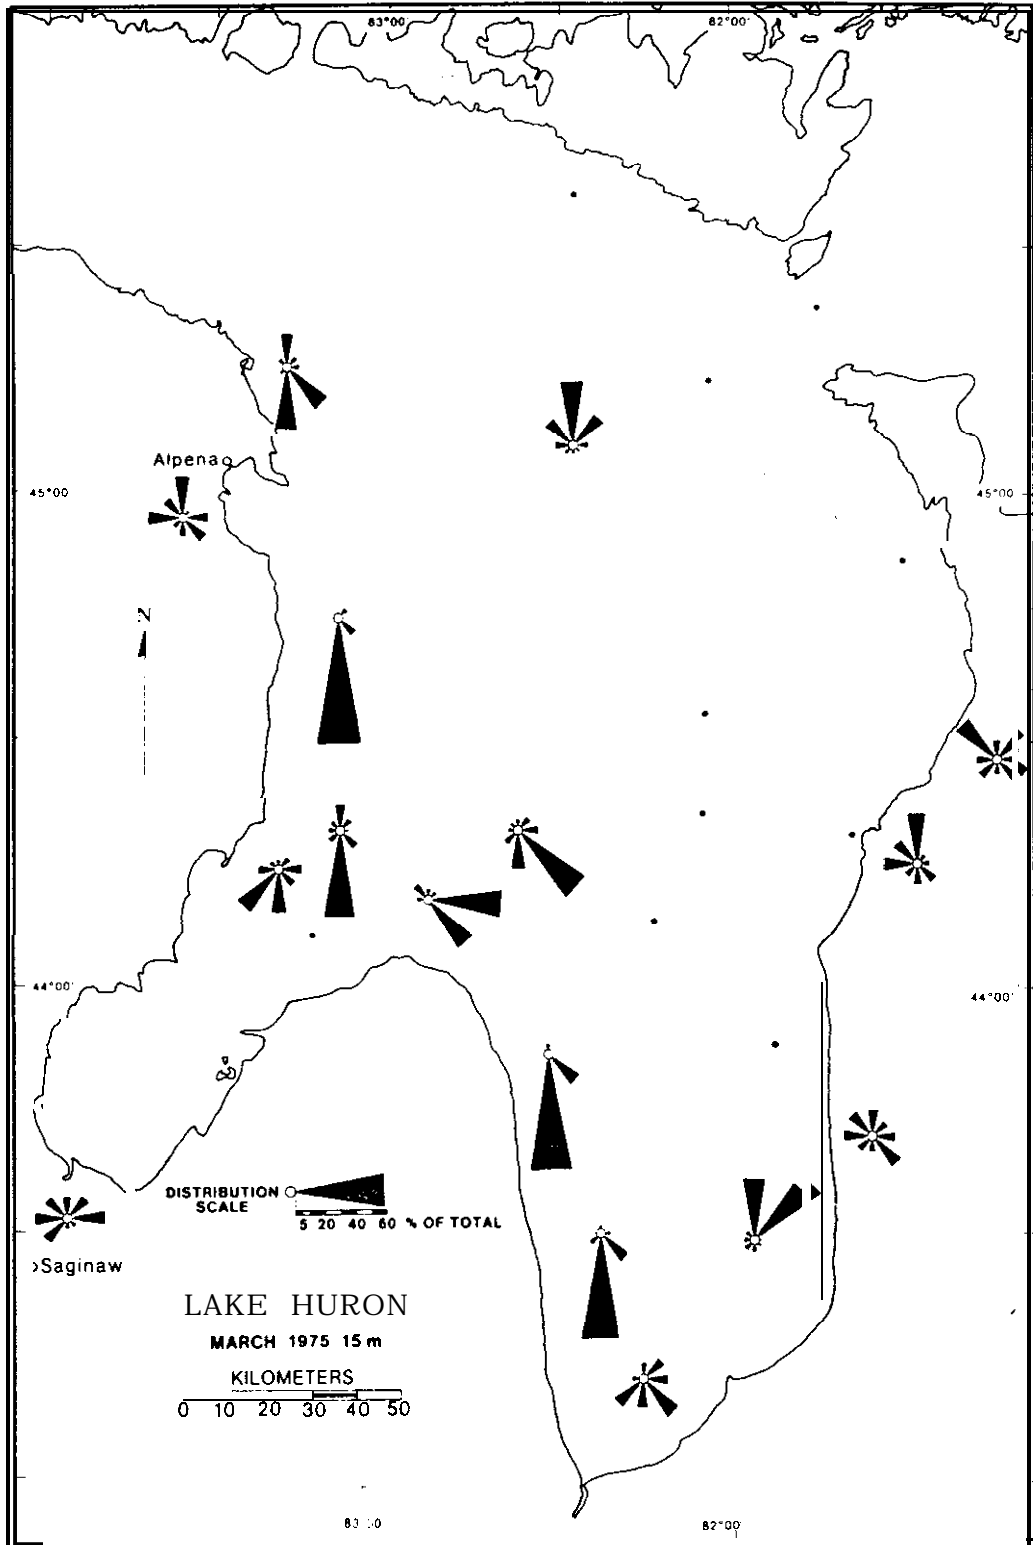 83°00'
82°00'
Alpena
45°00'
45°00'
N
44°00'
44°00'
DISTRIBUTION
SCALE
5 20 40 60 % OF TOTAL
Saginaw
LAKE HURON
MARCH 1975 15 m
KILOMETERS
0 10 20 30 40 50
82°00'